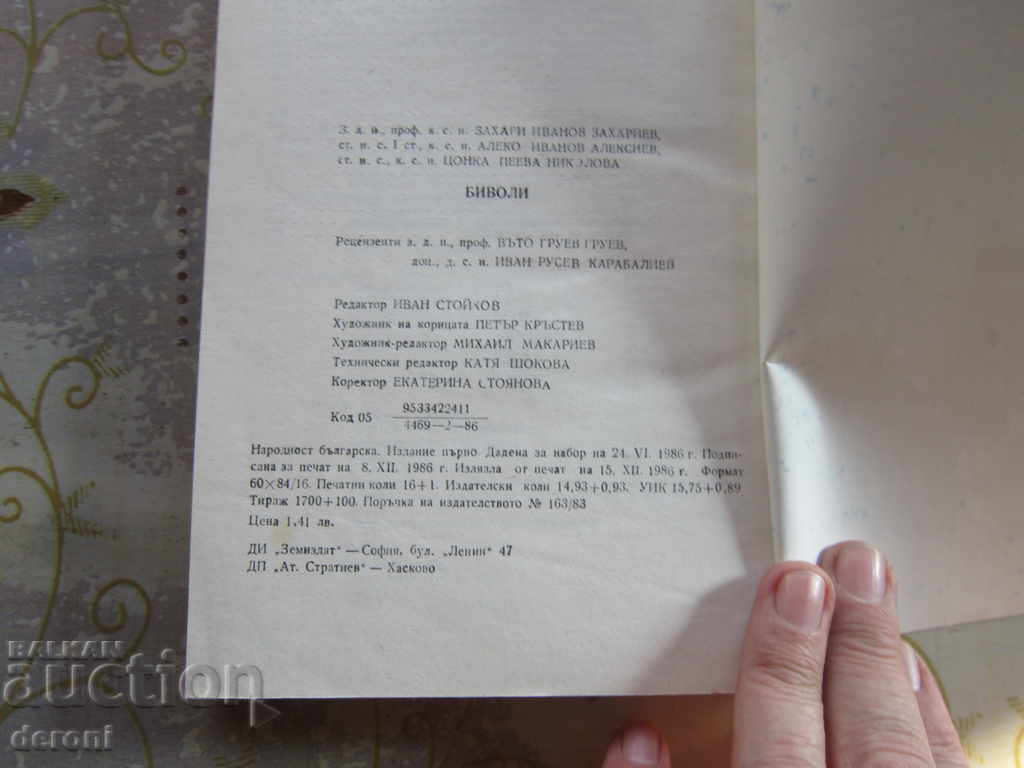 З. д. н., проф. к. с. н. ЗАХАРИ ИВАНОВ ЗАХАРИЕВ,
ст. н. с. I ст., к. с. н. АЛЕКО ИВАНОВ АЛЕКСИЕВ,
ст. н. с., к. с. н ЦОНКА ПЕЕВА НИКОЛОВА
БИВОЛИ
Рецензенти з. д. н., проф. ВЪТО ГРУЕВ ГРУЕВ,
доц., д. с. н. ИВАН РУСЕВ КАРАБАЛИЕВ
Редактор ИВАН СТОЙКОВ
Художник на корицата ПЕТЪР КРЪСТЕВ
Художник-редактор МИХАИЛ МАКАРИЕВ
Технически редактор КАТЯ ШОКОВА
Коректор ЕКАТЕРИНА СТОЯНОВА
Код 05 9533422411
4469—2—86
Народност българска. Издание първо. Дадена за набор на 24. VI. 1986 г. Подпи-
сана за печат на 8. XII. 1986 г. Излязла от печат на 15. XII. 1986 г. Формат
60×84/16. Печатни коли 16+1. Издателски коли 14,93+0,93. УИК 15,75+0,89
Тираж 1700+100. Поръчка на издателството № 163/83
Цена 1,41 лв.
ДИ „Земиздат“ — София, бул. „Ленин“ 47
ДП „Ат. Стратиев“ — Хасково
BALKAN
auction
deroni